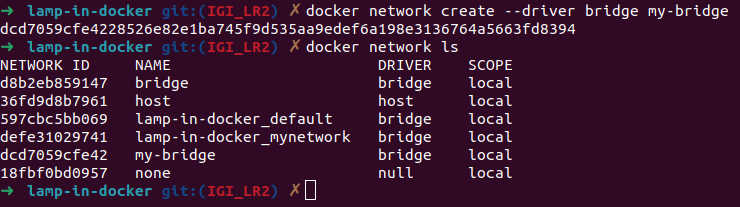 ➜ lamp-in-docker git:(IGI_LR2) ✗ docker network create --driver bridge my-bridge
dcd7059cfe4228526e82e1ba745f9d535aa9edef6a198e3136764a5663fd8394
➜ lamp-in-docker git:(IGI_LR2) ✗ docker network ls
NETWORK ID NAME DRIVER SCOPE
d8b2eb859147 bridge bridge local
36fd9d8b7961 host host local
597cbc5bb069 lamp-in-docker_default bridge local
defe31029741 lamp-in-docker_mynetwork bridge local
dcd7059cfe42 my-bridge bridge local
18fbf0bd0957 none null local
➜ lamp-in-docker git:(IGI_LR2) ✗